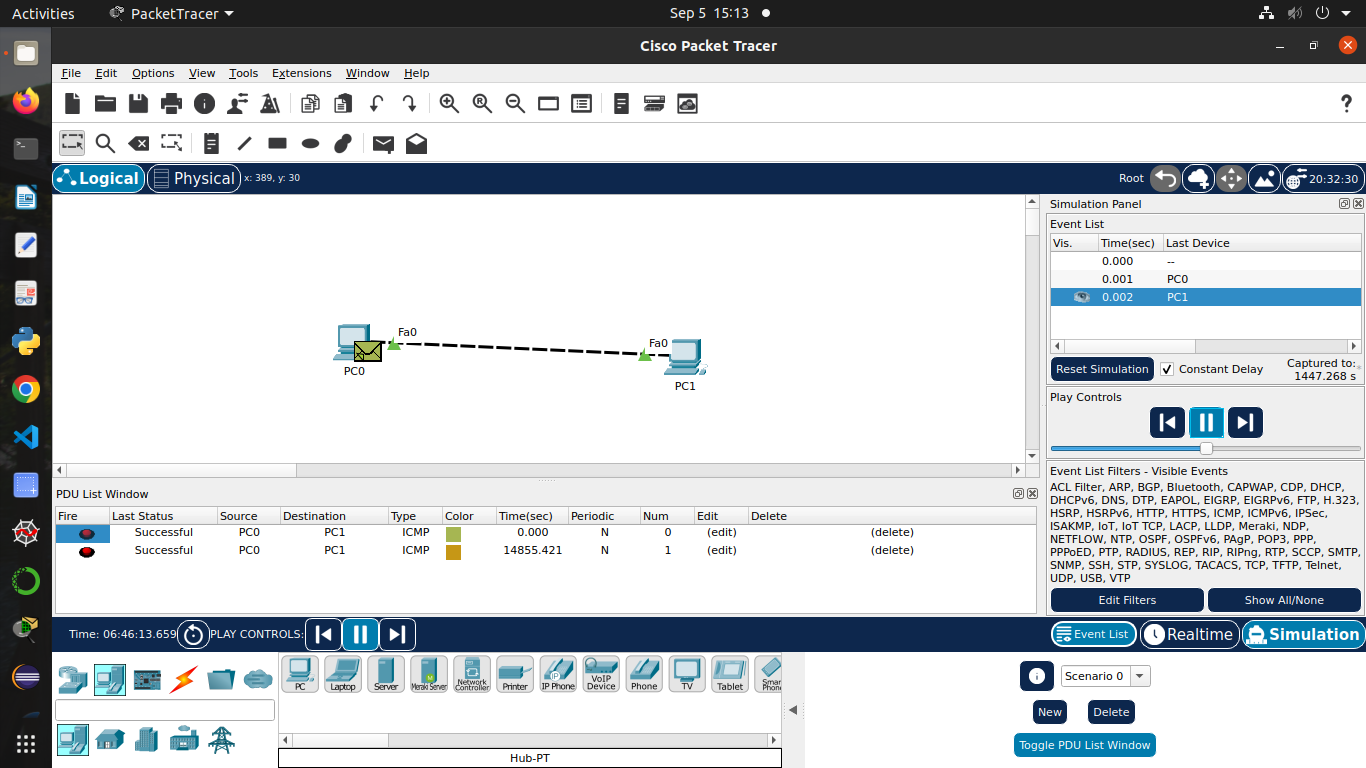 Activities PacketTracer Sep 5 15:13
Cisco Packet Tracer
File Edit Options View Tools Extensions Window Help
Logical Physical x: 389, y: 30 Root 20:32:30
Simulation Panel
Event List
Vis. Time(sec) Last Device
0.000 --
0.001 PC0
0.002 PC1
Reset Simulation Constant Delay Captured to:
1447.268 s
Play Controls
Event List Filters - Visible Events
ACL Filter, ARP, BGP, Bluetooth, CAPWAP, CDP, DHCP,
DHCPv6, DNS, DTP, EAPOL, EIGRP, EIGRPv6, FTP, H.323,
HSRP, HSRPv6, HTTP, HTTPS, ICMP, ICMPv6, IPSec,
ISAKMP, IoT, IoT TCP, LACP, LLDP, Meraki, NDP,
NETFLOW, NTP, OSPF, OSPFv6, PAgP, POP3, PPP,
PPPoED, PTP, RADIUS, REP, RIP, RIPng, RTP, SCCP, SMTP,
SNMP, SSH, STP, SYSLOG, TACACS, TCP, TFTP, Telnet,
UDP, USB, VTP
Edit Filters Show All/None
Fa0
PC0
Fa0
PC1
PDU List Window
Fire Last Status Source Destination Type Color Time(sec) Periodic Num Edit Delete
Successful PC0 PC1 ICMP 0.000 N 0 (edit) (delete)
Successful PC0 PC1 ICMP 14855.421 N 1 (edit) (delete)
Time: 06:46:13.659 PLAY CONTROLS: Event List Realtime Simulation
PC Laptop Server Meraki Server Network Controller Printer IP Phone VoIP Device Phone TV Tablet Smar Phon
Hub-PT
Scenario 0
New Delete
Toggle PDU List Window